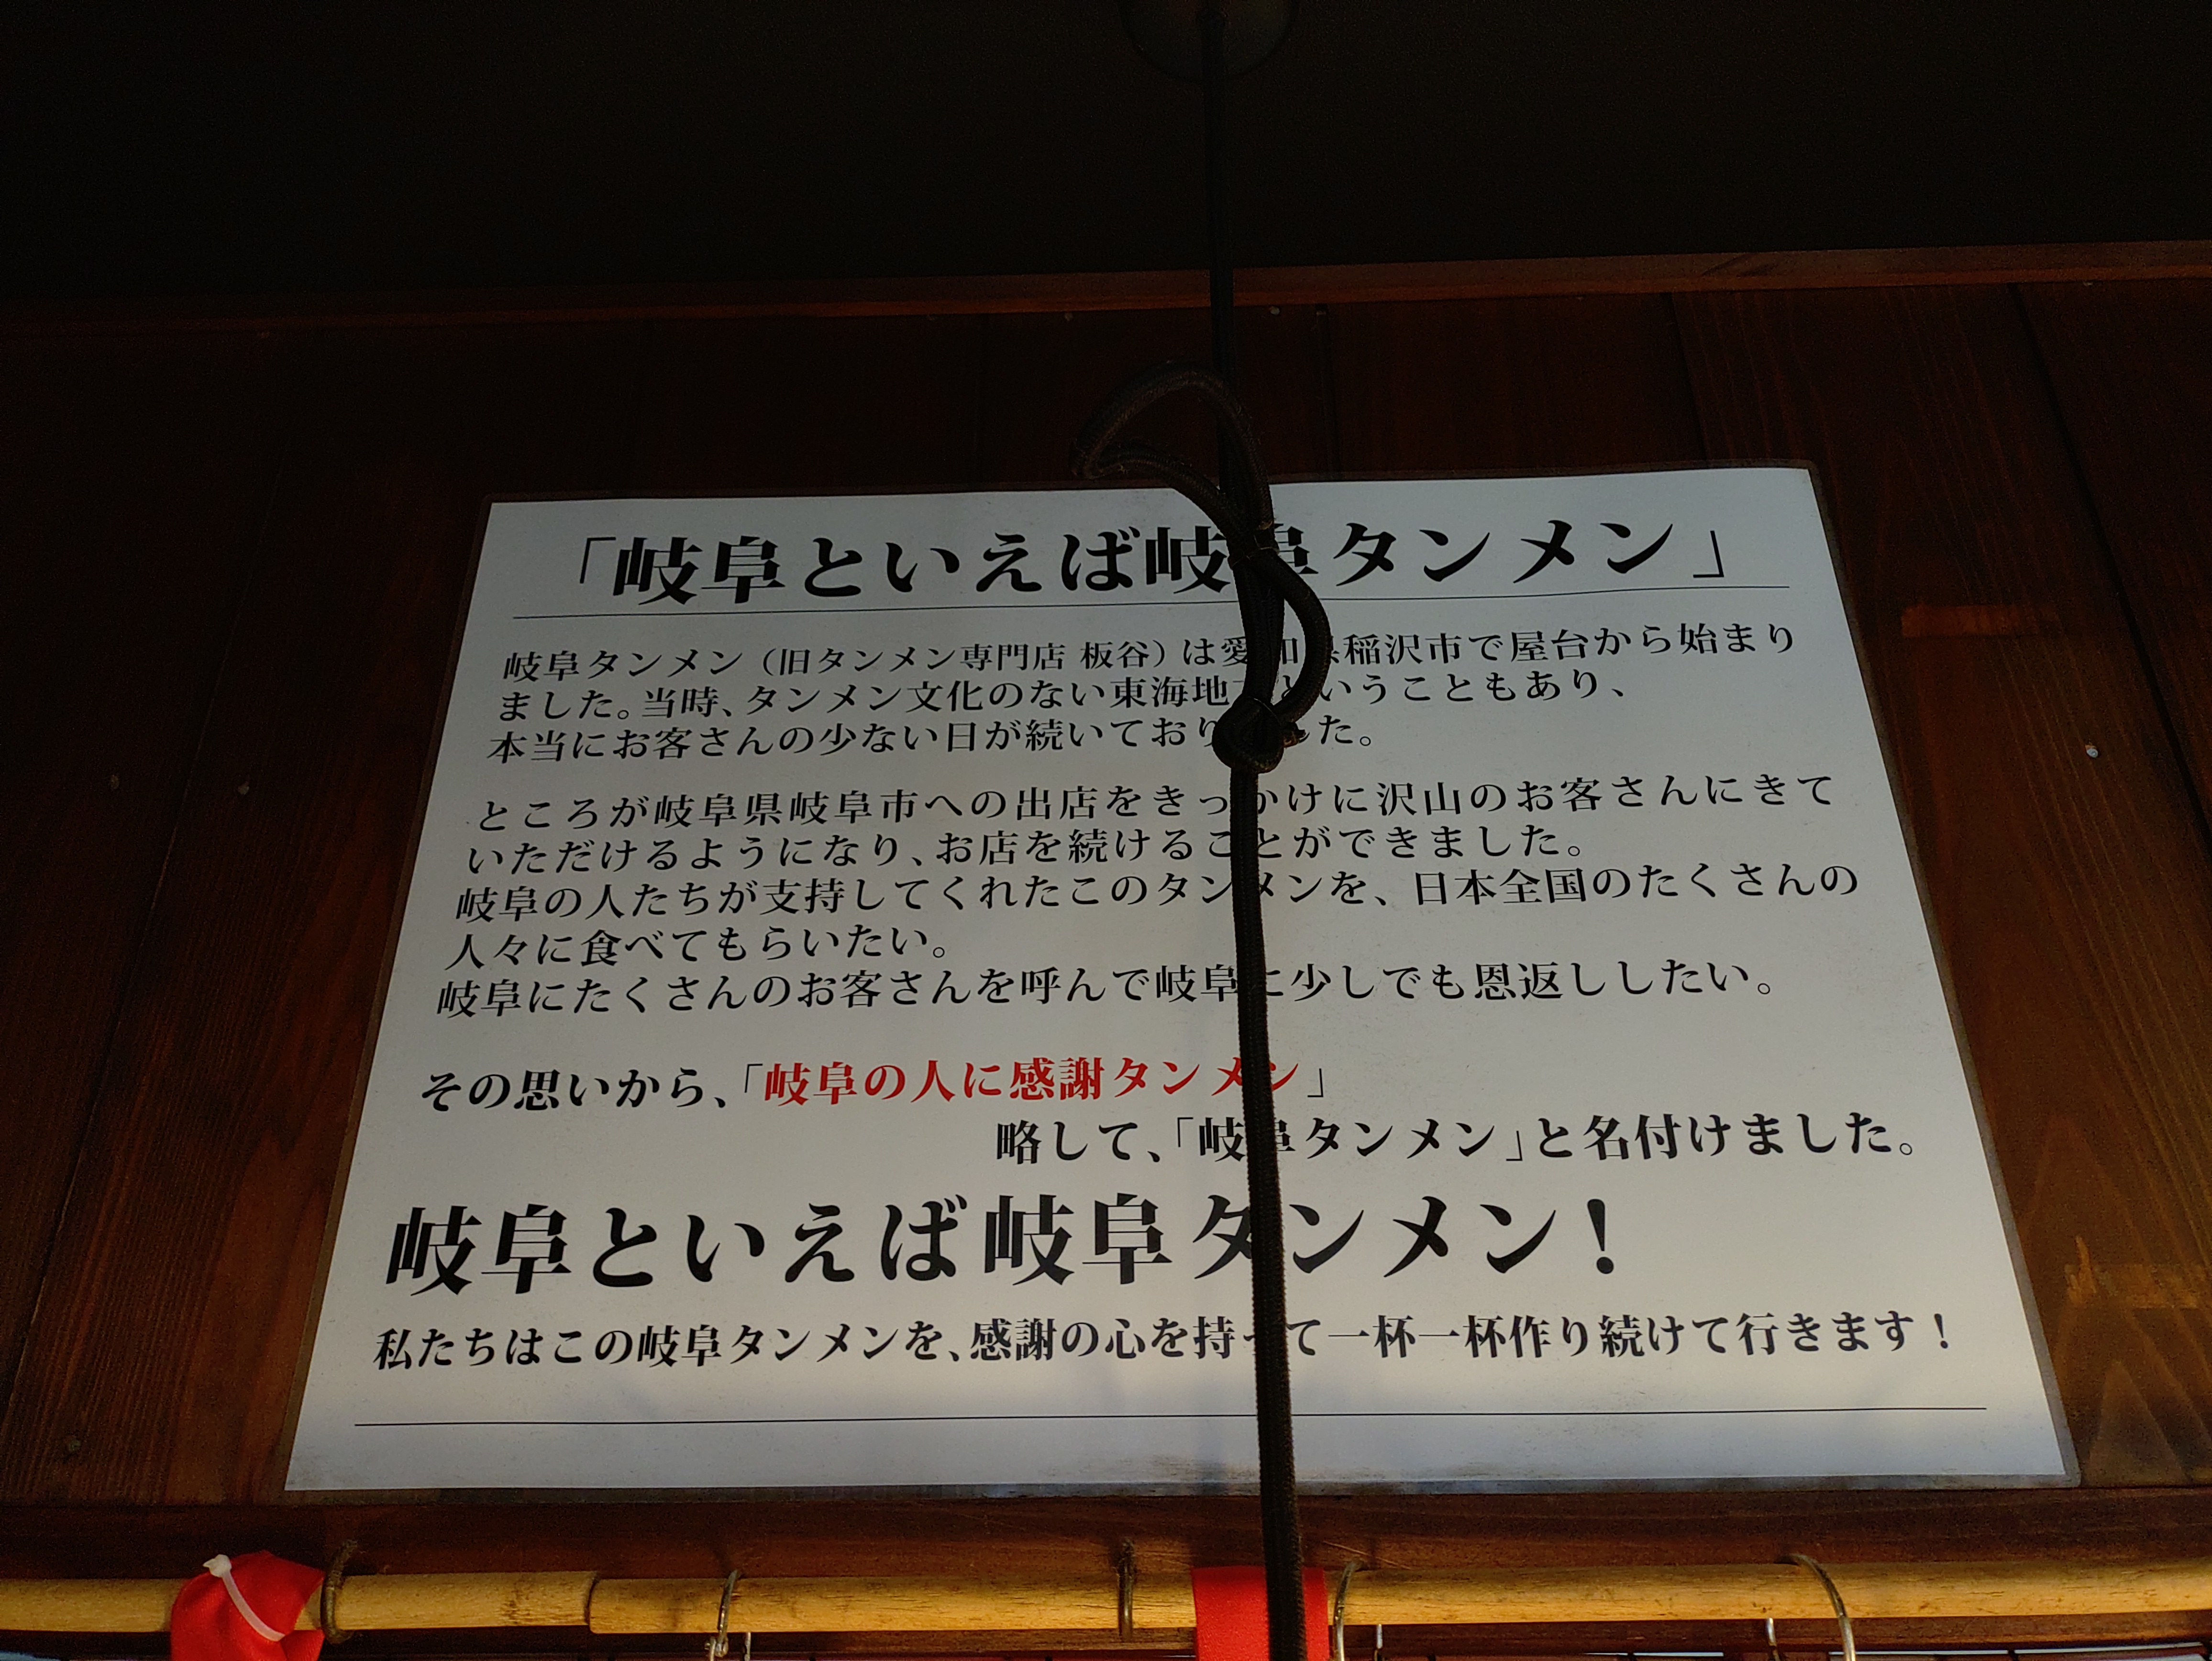 「岐阜といえば岐阜タンメン」
岐阜タンメン（旧タンメン専門店 板谷）は愛知県稲沢市で屋台から始まり
ました。当時、タンメン文化のない東海地方ということもあり、
本当にお客さんの少ない日が続いておりました。
ところが岐阜県岐阜市への出店をきっかけに沢山のお客さんにきて
いただけるようになり、お店を続けることができました。
岐阜の人たちが支持してくれたこのタンメンを、日本全国のたくさんの
人々に食べてもらいたい。
岐阜にたくさんのお客さんを呼んで岐阜に少しでも恩返ししたい。
その思いから、「岐阜の人に感謝タンメン」
略して、「岐阜タンメン」と名付けました。
岐阜といえば岐阜タンメン！
私たちはこの岐阜タンメンを、感謝の心を持って一杯一杯作り続けて行きます！